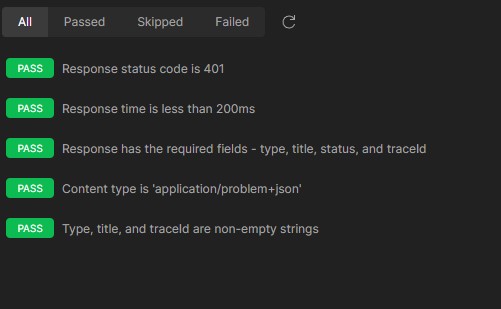 All Passed Skipped Failed
PASS Response status code is 401
PASS Response time is less than 200ms
PASS Response has the required fields - type, title, status, and traceId
PASS Content type is 'application/problem+json'
PASS Type, title, and traceId are non-empty strings